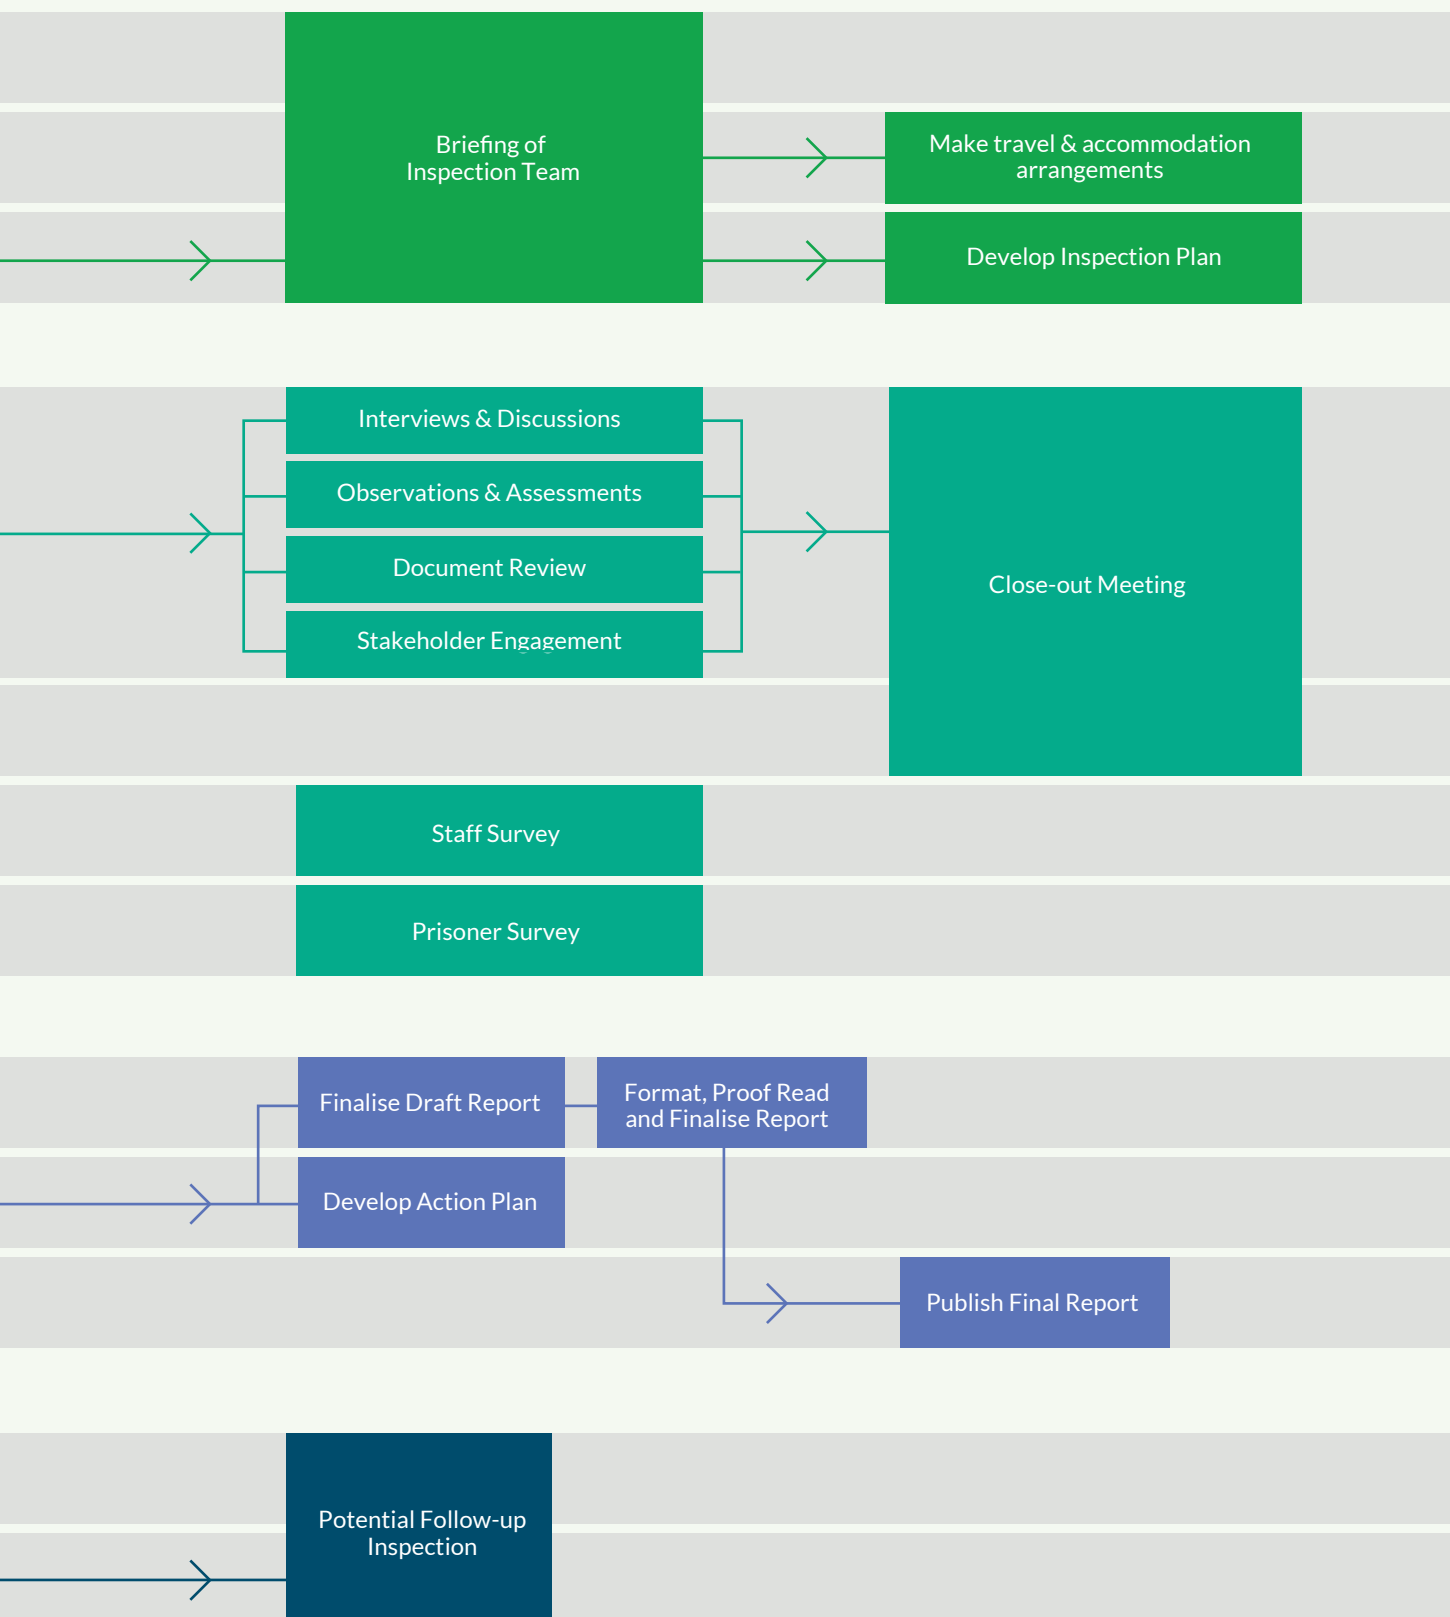 Briefing of
Inspection Team
Make travel & accommodation
arrangements
Develop Inspection Plan
Interviews & Discussions
Observations & Assessments
Document Review
Stakeholder Engagement
Close-out Meeting
Staff Survey
Prisoner Survey
Finalise Draft Report
Format, Proof Read
and Finalise Report
Develop Action Plan
Publish Final Report
Potential Follow-up
Inspection